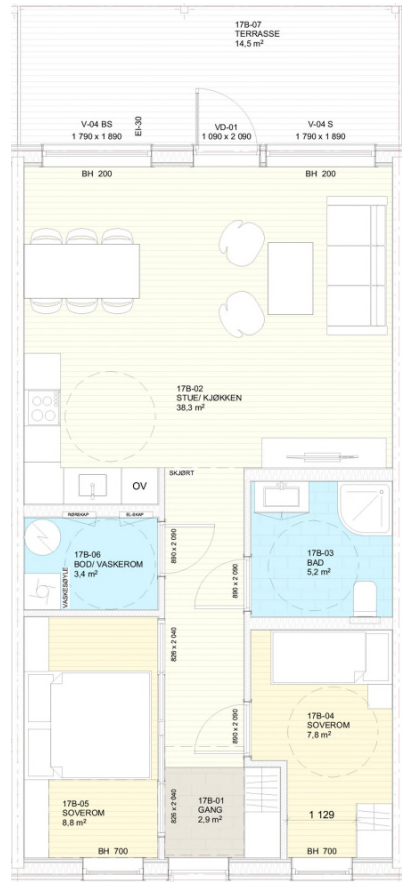 17B-07
TERRASSE
14,5 m²
V-04 BS
1 790 x 1 890
EI-30
VD-01
1 090 x 2 090
V-04 S
1 790 x 1 890
BH 200
BH 200
17B-02
STUE/ KJØKKEN
38,3 m²
SKJØRT
OV
RØRSKAP
EL-SKAP
17B-06
BOD/ VASKEROM
3,4 m²
VASKESØYLE
890 x 2 090
17B-03
BAD
5,2 m²
890 x 2 090
826 x 2 040
17B-04
SOVEROM
7,8 m²
890 x 2 090
17B-05
SOVEROM
8,8 m²
826 x 2 040
17B-01
GANG
2,9 m²
1 129
BH 700
BH 700